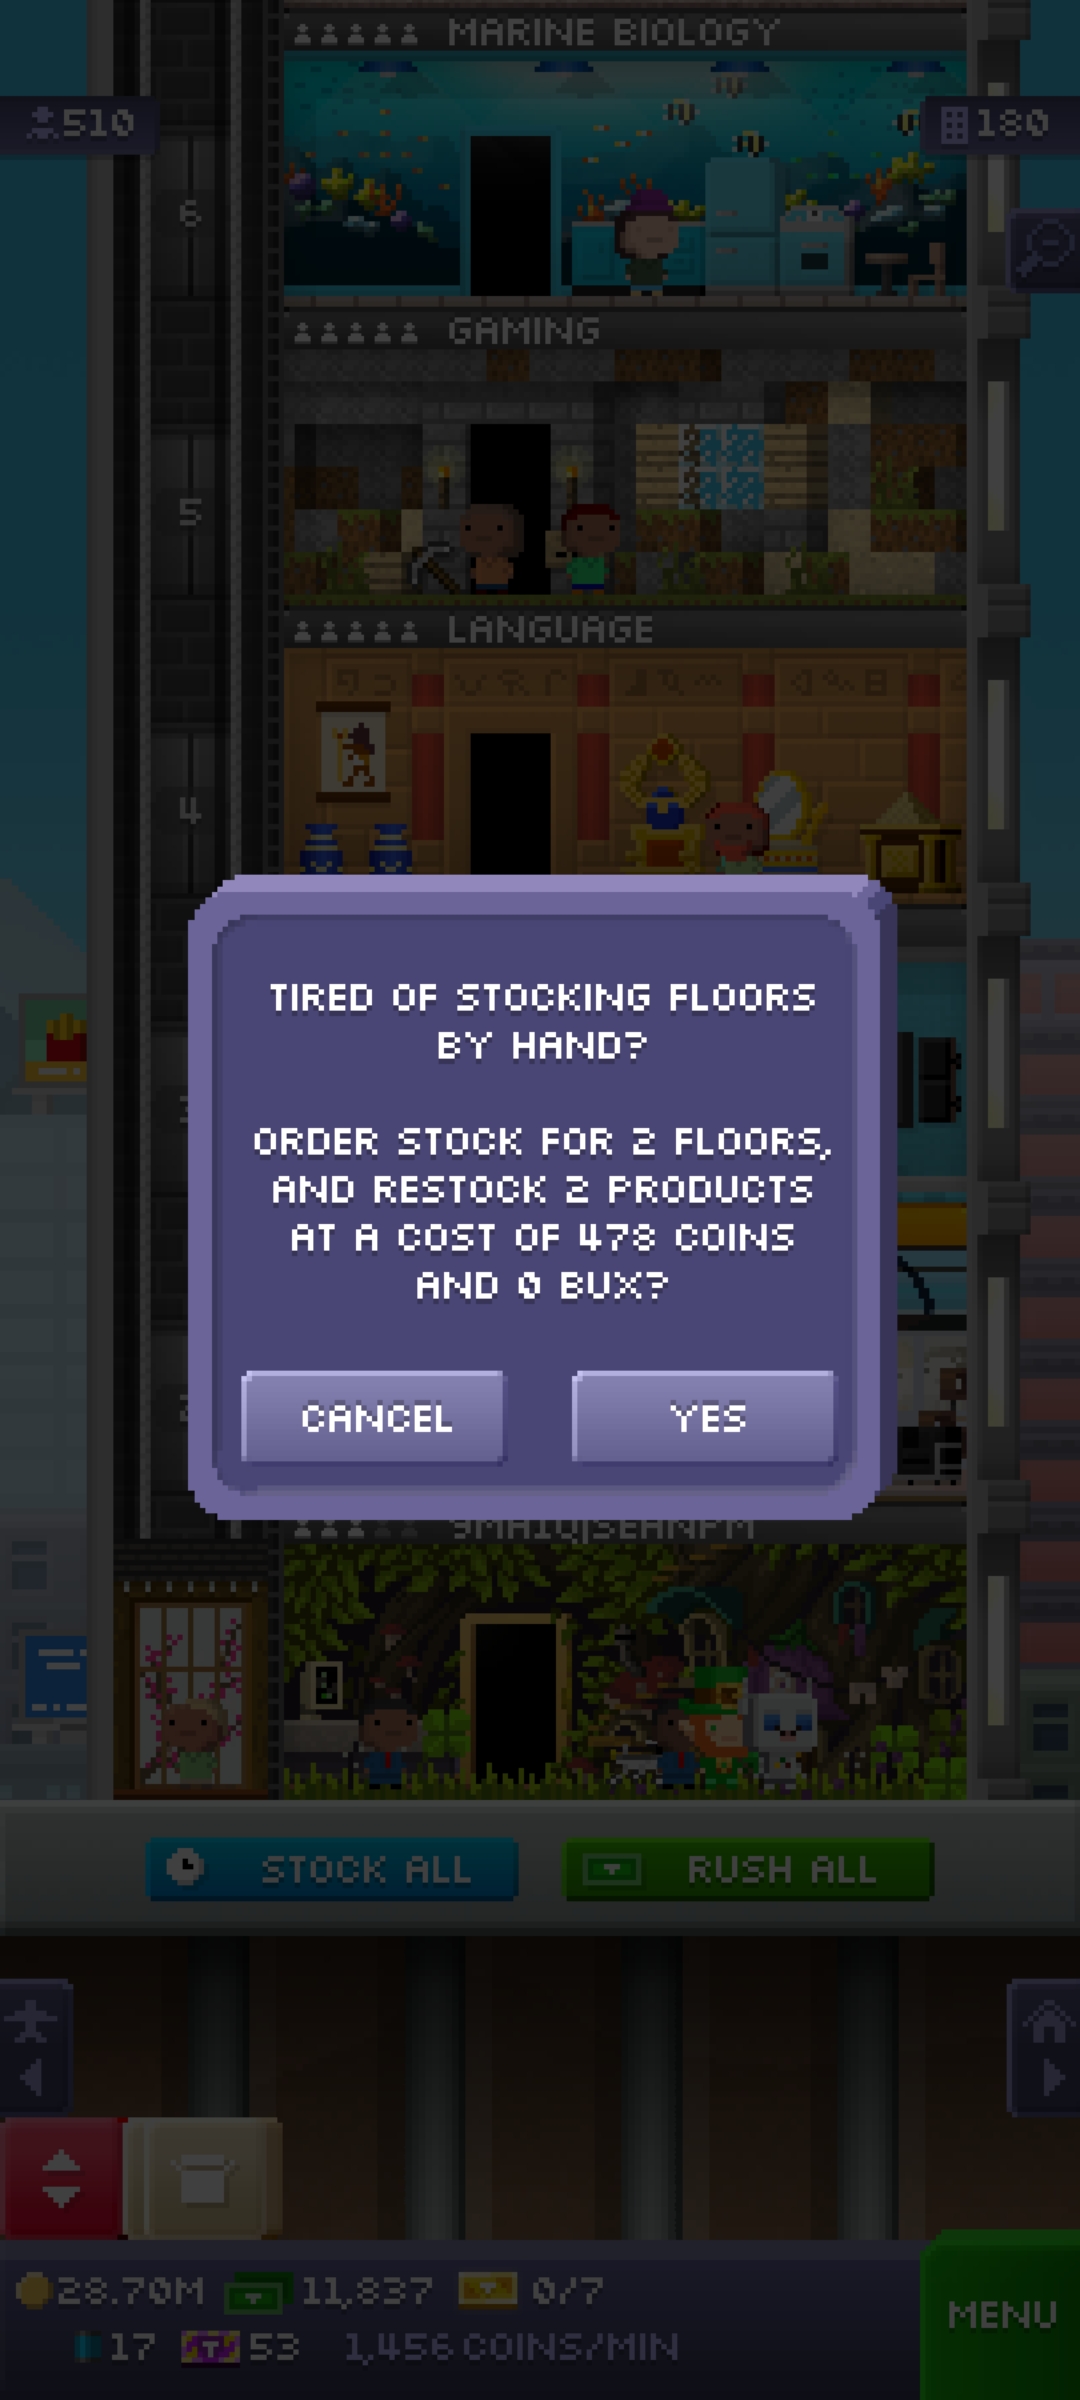 MARINE BIOLOGY
510
180
6
GAMING
5
LANGUAGE
4
TIRED OF STOCKING FLOORS
BY HAND?
ORDER STOCK FOR 2 FLOORS,
AND RESTOCK 2 PRODUCTS
AT A COST OF 478 COINS
AND 0 BUX?
CANCEL
YES
STOCK ALL
RUSH ALL
28.70M
11,837
0/7
17
53
1,456 COINS/MIN
MENU